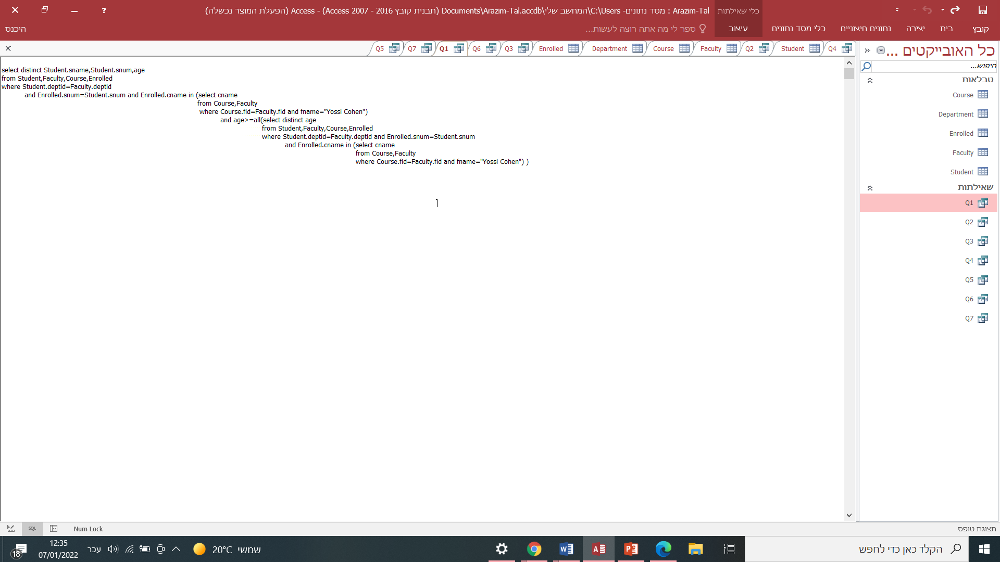 Arazim-Tal : מסד נתונים- C:\Users\המחשב שלי\Documents\Arazim-Tal.accdb (תבנית קובץ Access 2007 - 2016) - Access (הפעלת המוצר נכשלה)
כלי שאילתות
קובץ
בית
יצירה
נתונים חיצוניים
כלי מסד נתונים
עיצוב
ספר לי מה אתה רוצה לעשות...
היכנס
Q5
Q7
Q1
Q6
Q3
Enrolled
Department
Course
Faculty
Q2
Student
Q4
select distinct Student.sname,Student.snum,age
from Student,Faculty,Course,Enrolled
where Student.deptid=Faculty.deptid
and Enrolled.snum=Student.snum and Enrolled.cname in (select cname
from Course,Faculty
where Course.fid=Faculty.fid and fname="Yossi Cohen")
and age>=all(select distinct age
from Student,Faculty,Course,Enrolled
where Student.deptid=Faculty.deptid and Enrolled.snum=Student.snum
and Enrolled.cname in (select cname
from Course,Faculty
where Course.fid=Faculty.fid and fname="Yossi Cohen") )
כל האובייקטים ...
חיפוש...
טבלאות
Course
Department
Enrolled
Faculty
Student
שאילתות
Q1
Q2
Q3
Q4
Q5
Q6
Q7
תצוגת טופס
SQL
Num Lock
הקלד כאן כדי לחפש
20°C שמשי
עבר
12:35
07/01/2022
18